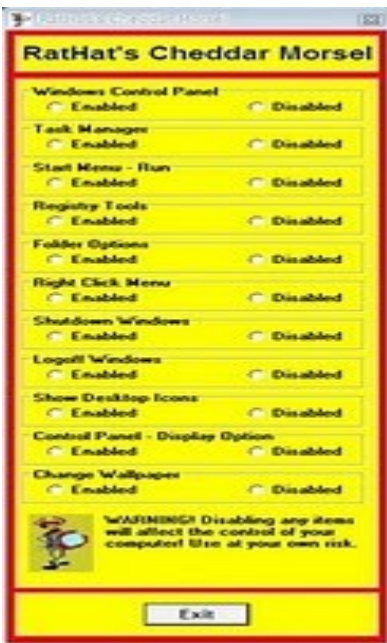 RatHat's Cheddar Morsel
RatHat's Cheddar Morsel
Windows Control Panel
Enabled Disabled
Task Manager
Enabled Disabled
Start Menu - Run
Enabled Disabled
Registry Tools
Enabled Disabled
Folder Options
Enabled Disabled
Right Click Menu
Enabled Disabled
Shutdown Windows
Enabled Disabled
Logoff Windows
Enabled Disabled
Show Desktop Icons
Enabled Disabled
Control Panel - Display Option
Enabled Disabled
Change Wallpaper
Enabled Disabled
WARNING! Disabling any items
will affect the control of your
computer! Use at your own risk.
Exit